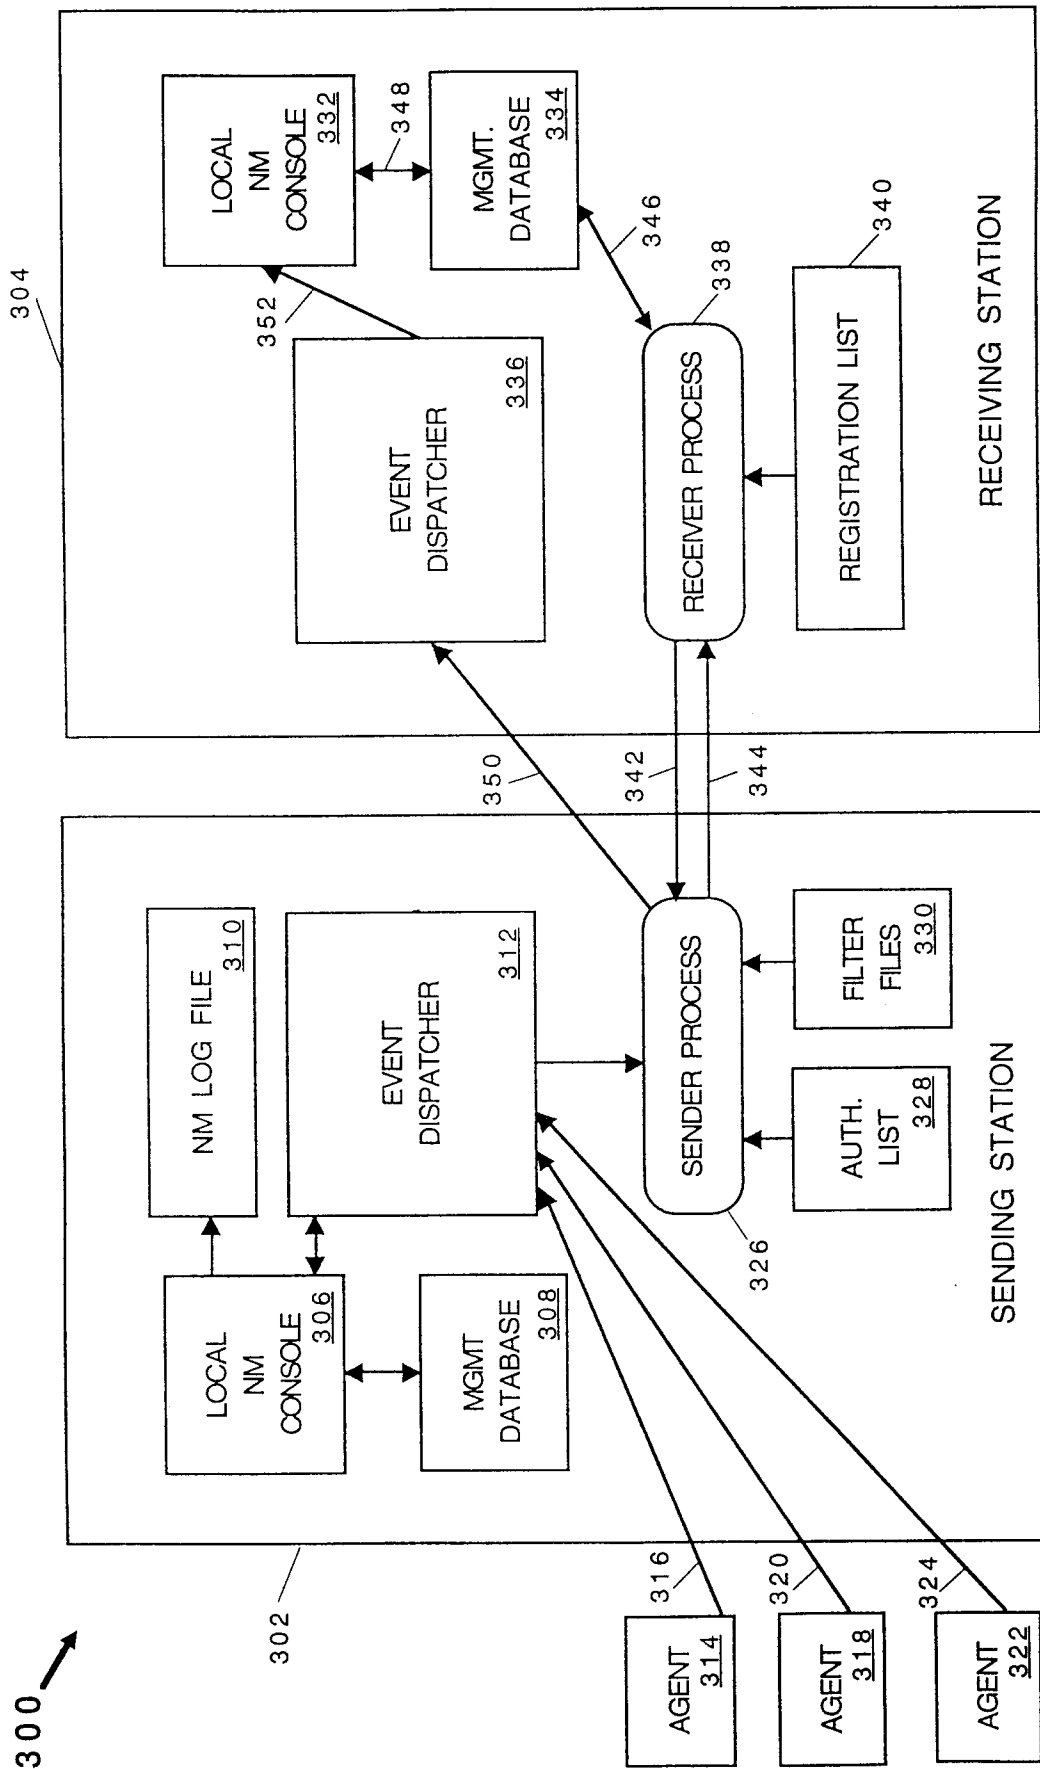 300
302
304
LOCAL
NM
CONSOLE
306
NM LOG FILE
310
MGMT
DATABASE
308
EVENT
DISPATCHER
312
AGENT
314
316
AGENT
318
320
AGENT
322
324
SENDER PROCESS
326
AUTH.
LIST
328
FILTER
FILES
330
SENDING STATION
350
342
344
LOCAL
NM
CONSOLE
332
348
MGMT.
DATABASE
334
352
EVENT
DISPATCHER
336
346
RECEIVER PROCESS
338
REGISTRATION LIST
340
RECEIVING STATION